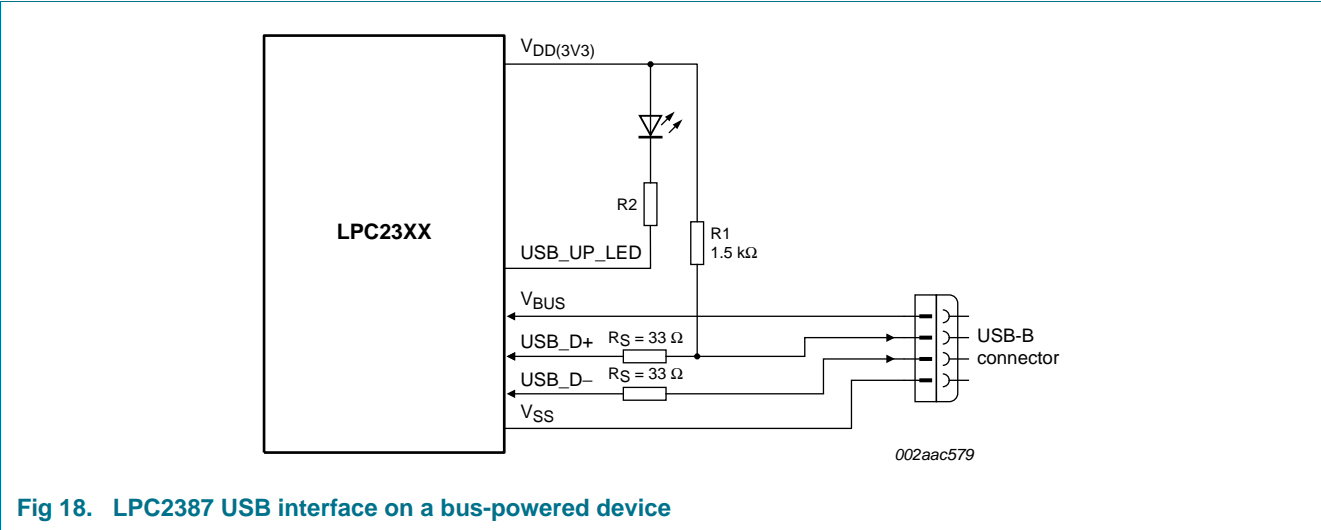 VDD(3V3)
R2
LPC23XX
R1
1.5 kΩ
USB_UP_LED
VBUS
USB_D+ RS = 33 Ω
USB-B
connector
USB_D− RS = 33 Ω
VSS
002aac579
Fig 18. LPC2387 USB interface on a bus-powered device